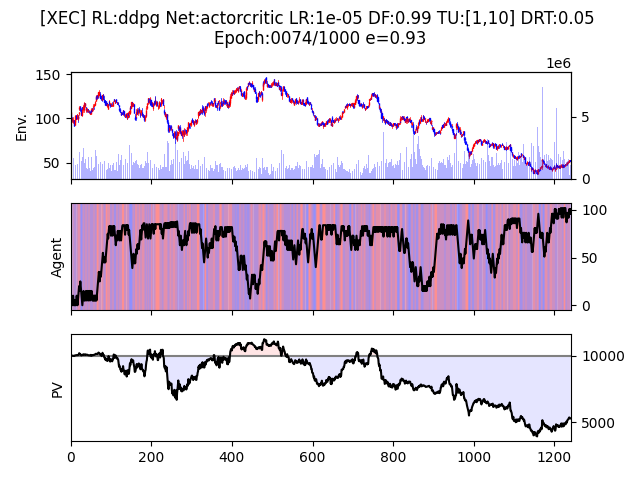 [XEC] RL:ddpg Net:actorcritic LR:1e-05 DF:0.99 TU:[1,10] DRT:0.05
Epoch:0074/1000 e=0.93
1e6
150
100
50
Env.
5
0
Agent
100
50
0
PV
10000
5000
0 200 400 600 800 1000 1200